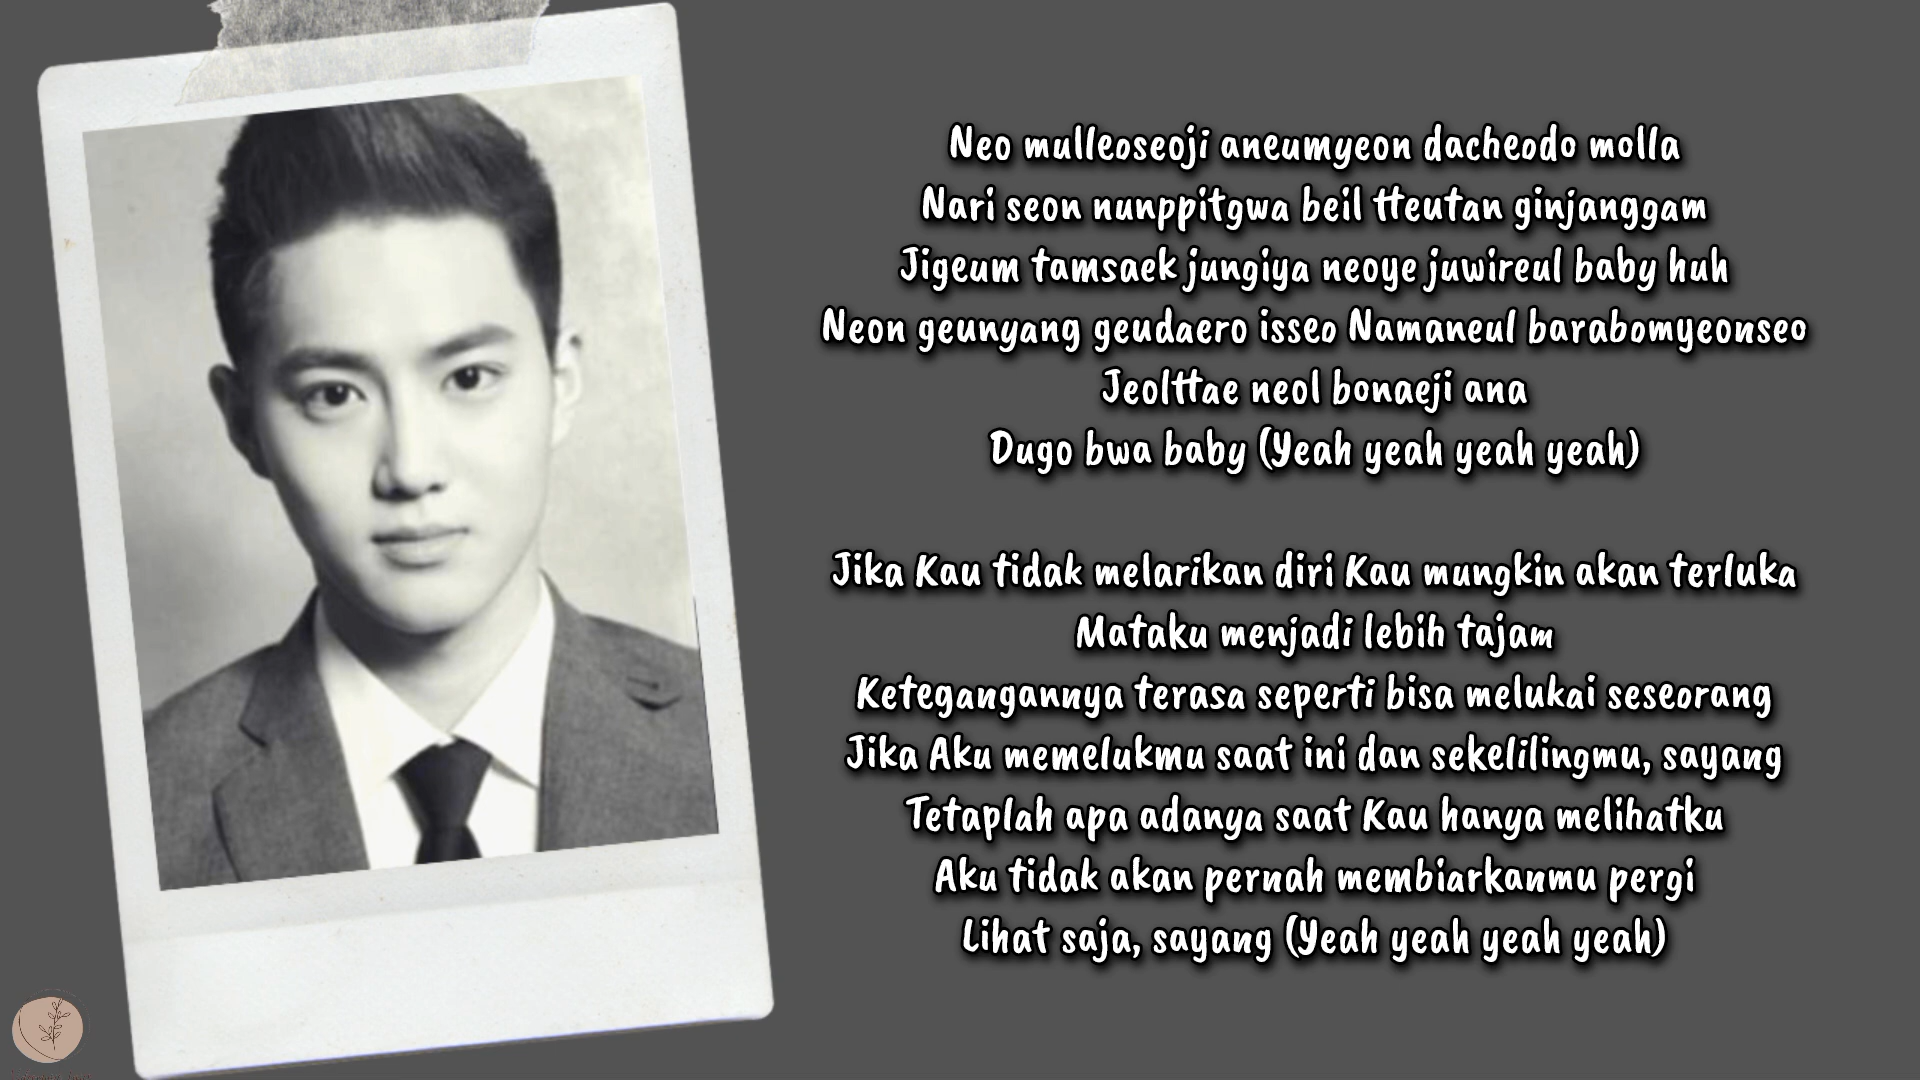 Neo mulleoseoji aneumyeon dacheodo molla
Nari seon nunppitgwa beil tteutan ginjanggam
Jigeum tamsaek jungiya neoye juwireul baby huh
Neon geunyang geudaero isseo Namaneul barabomyeonseo
Jeolttae neol bonaeji ana
Dugo bwa baby (Yeah yeah yeah yeah)
Jika Kau tidak melarikan diri Kau mungkin akan terluka
Mataku menjadi lebih tajam
Ketegangannya terasa seperti bisa melukai seseorang
Jika Aku memelukmu saat ini dan sekelilingmu, sayang
Tetaplah apa adanya saat Kau hanya melihatku
Aku tidak akan pernah membiarkanmu pergi
Lihat saja, sayang (Yeah yeah yeah yeah)